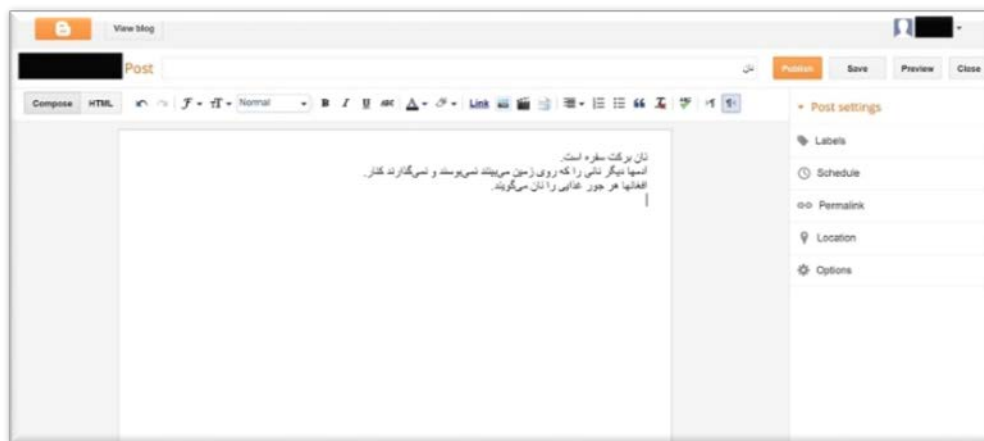 View blog
Post
نان
Publish Save Preview Close
Compose HTML
Normal
B I U ABC A Link
Post settings
Labels
Schedule
Permalink
Location
Options
نان برکت سفره است.
آدمها دیگر نانی را که روی زمین می‌بینند نمی‌بوسند و نمی‌گذارند کنار.
افغانها هر جور غذایی را نان می‌گویند.